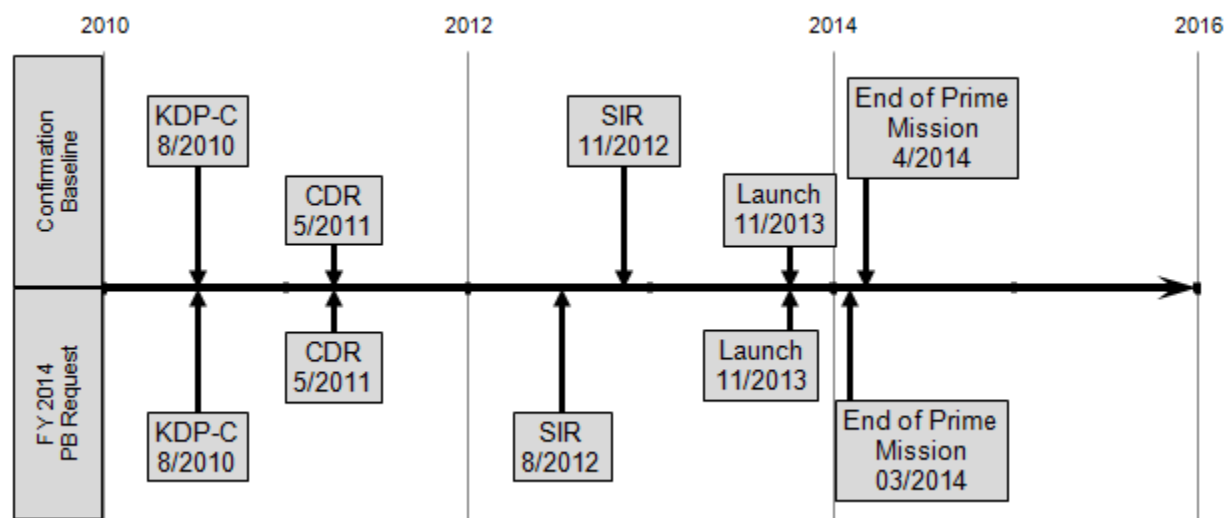 2010
2012
2014
2016
Confirmation
Baseline
KDP-C
8/2010
CDR
5/2011
SIR
11/2012
Launch
11/2013
End of Prime
Mission
4/2014
FY 2014
PB Request
KDP-C
8/2010
CDR
5/2011
SIR
8/2012
Launch
11/2013
End of Prime
Mission
03/2014